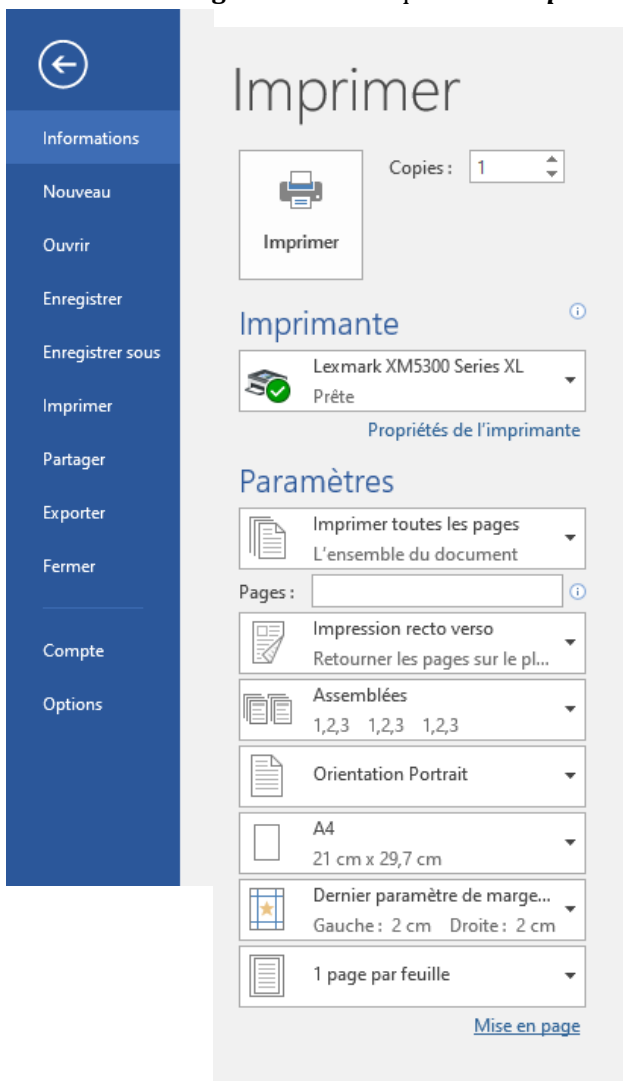 Informations
Nouveau
Ouvrir
Enregistrer
Enregistrer sous
Imprimer
Partager
Exporter
Fermer
Compte
Options
Imprimer
Copies : 1
Imprimer
Imprimante
Lexmark XM5300 Series XL
Prête
Propriétés de l'imprimante
Paramètres
Imprimer toutes les pages
L'ensemble du document
Pages :
Impression recto verso
Retourner les pages sur le pl...
Assemblées
1,2,3 1,2,3 1,2,3
Orientation Portrait
A4
21 cm x 29,7 cm
Dernier paramètre de marge...
Gauche : 2 cm Droite : 2 cm
1 page par feuille
Mise en page